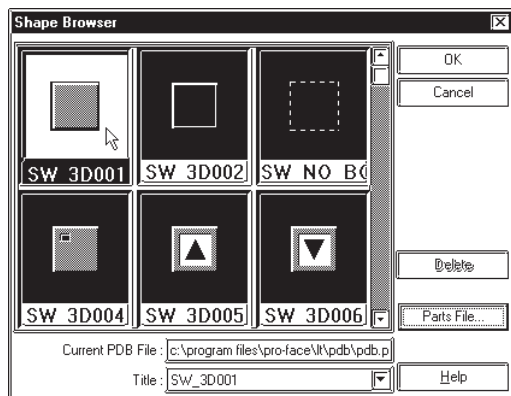 Shape Browser
OK
Cancel
SW_3D001
SW_3D002
SW_NO_BO
SW_3D004
SW_3D005
SW_3D006
Delete
Parts File...
Current PDB File : c:\program files\pro-face\lt\pdb\pdb.p
Title : SW_3D001
Help